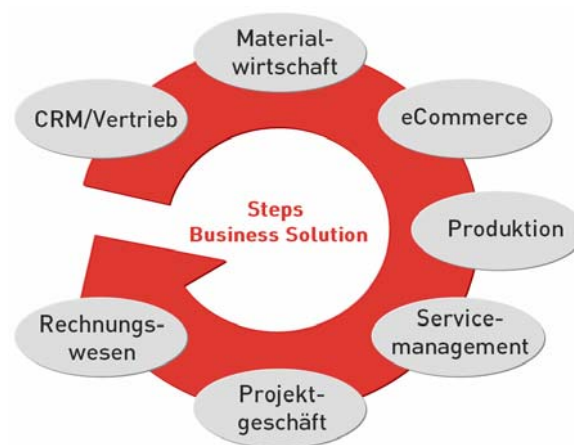 Material-
wirtschaft
CRM/Vertrieb
eCommerce
Steps
Business Solution
Produktion
Rechnungs-
wesen
Service-
management
Projekt-
geschäft